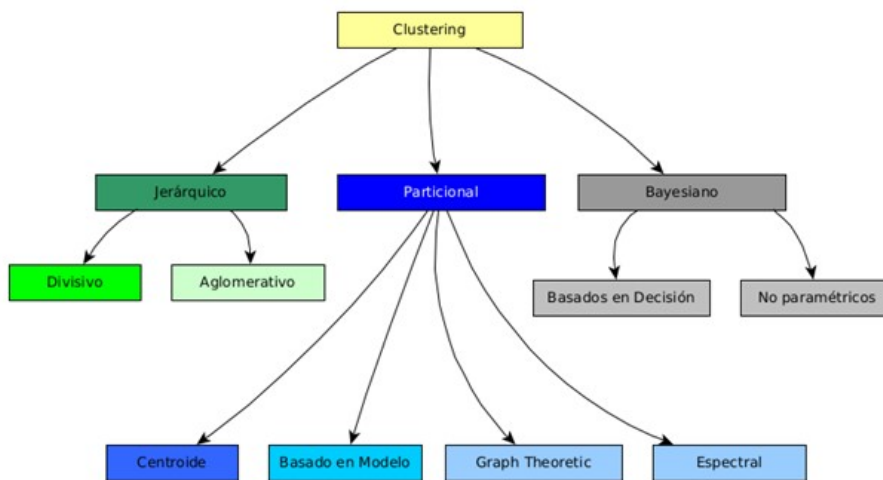 Clustering
Jerárquico
Particional
Bayesiano
Divisivo
Aglomerativo
Basados en Decisión
No paramétricos
Centroide
Basado en Modelo
Graph Theoretic
Espectral